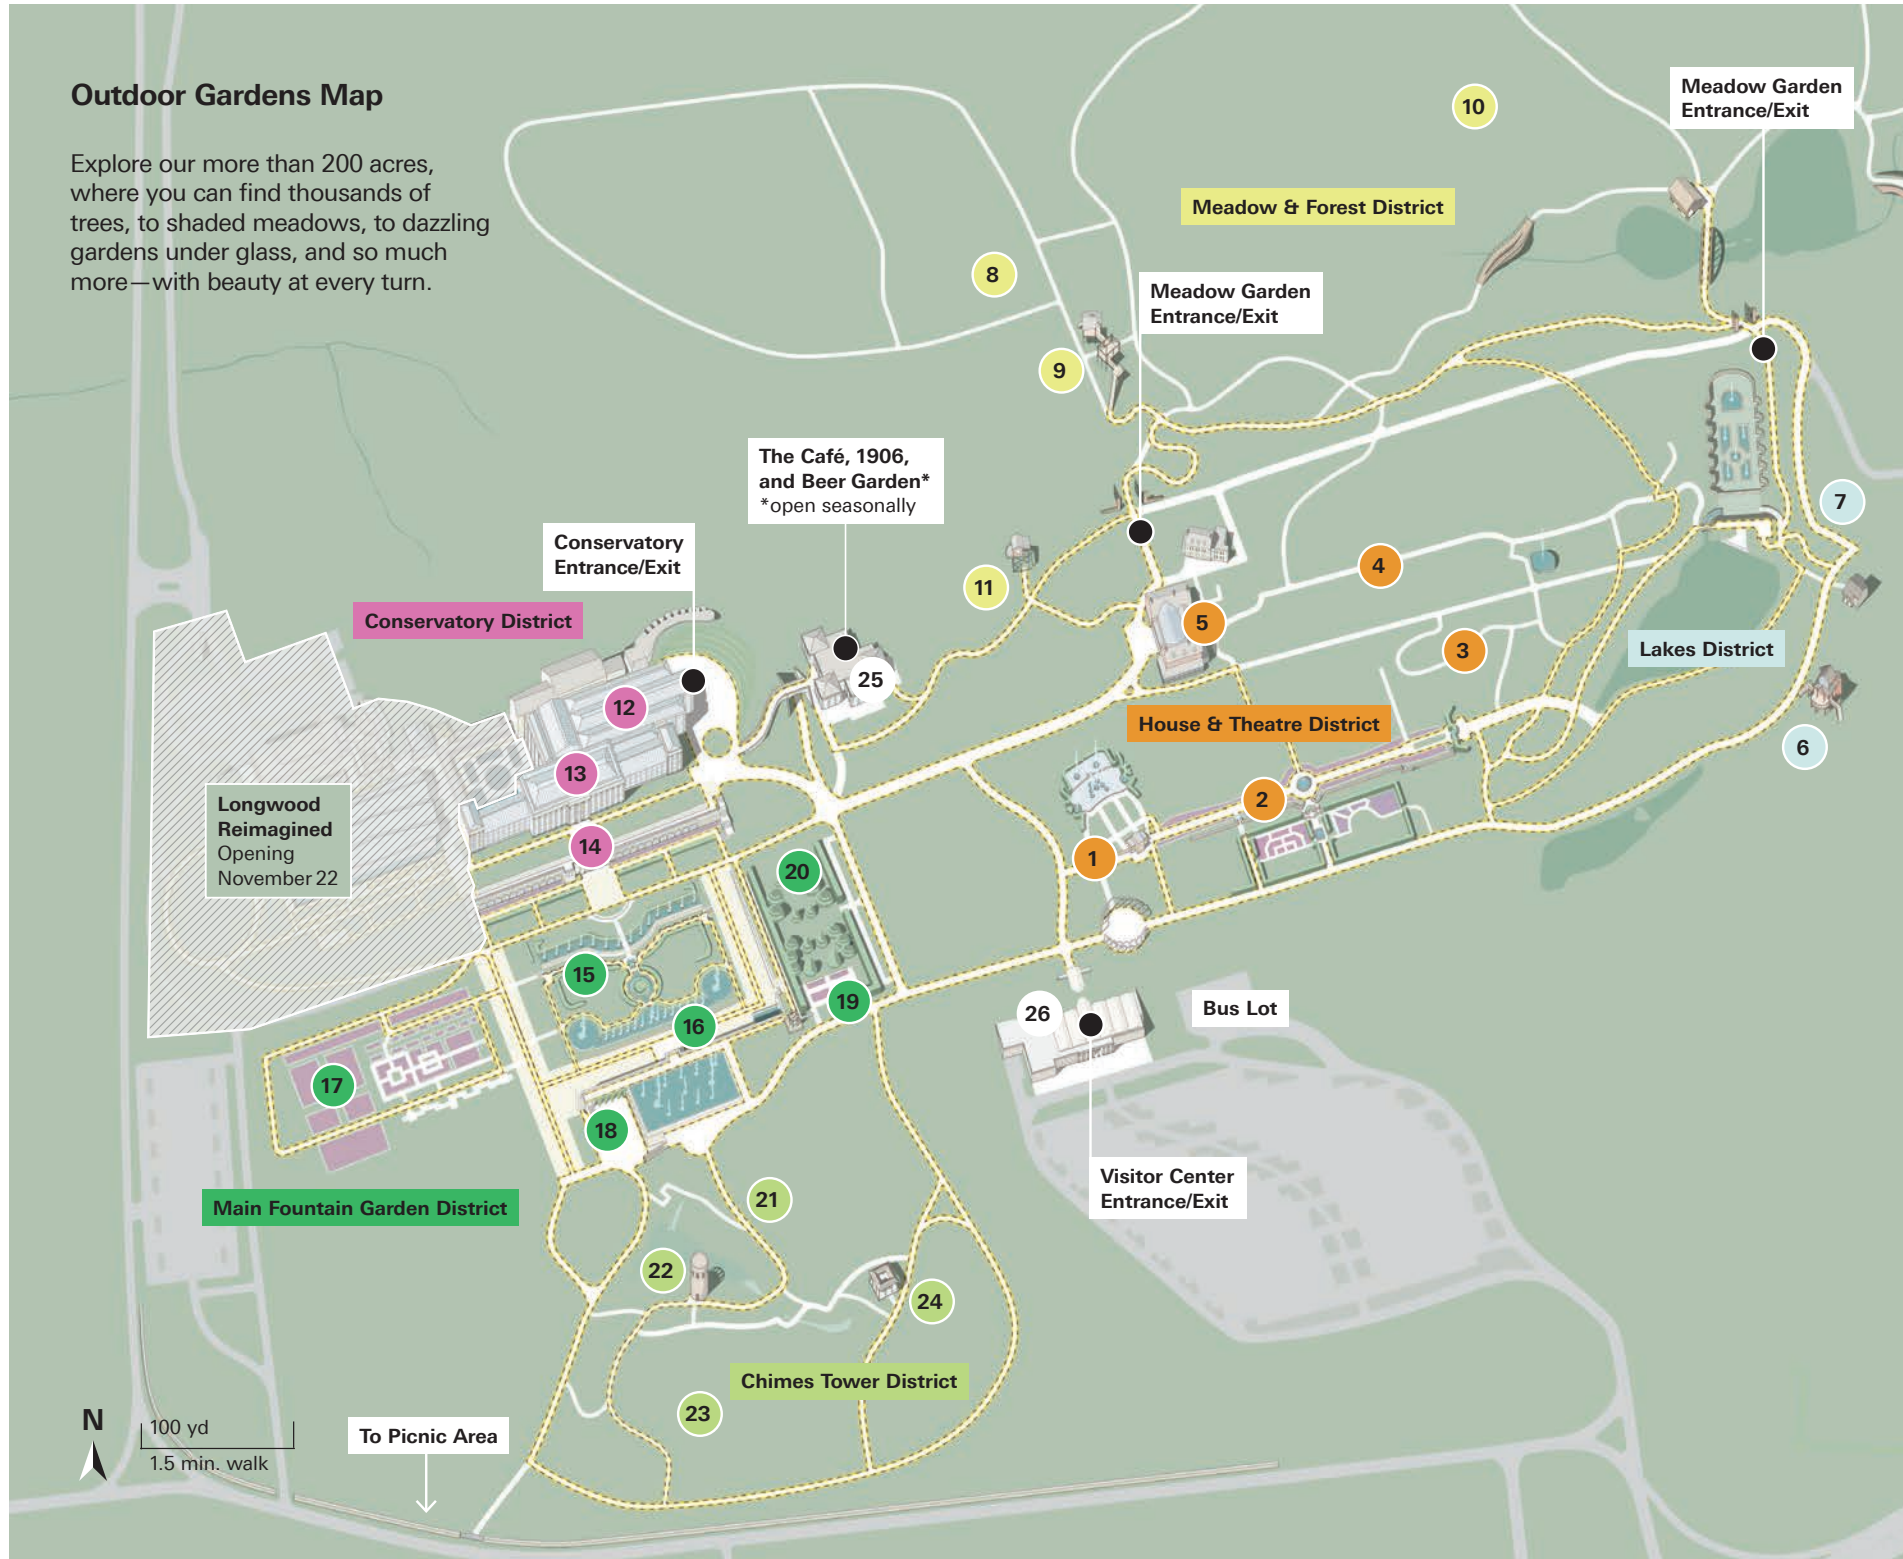 Outdoor Gardens Map
Explore our more than 200 acres,
where you can find thousands of
trees, to shaded meadows, to dazzling
gardens under glass, and so much
more—with beauty at every turn.
10
Meadow Garden
Entrance/Exit
Meadow & Forest District
8
Meadow Garden
Entrance/Exit
9
The Café, 1906,
and Beer Garden*
*open seasonally
7
Conservatory
Entrance/Exit
4
11
Conservatory District
5
3
Lakes District
25
12
House & Theatre District
6
13
2
Longwood
Reimagined
Opening
November 22
14
1
20
15
19
16
26
Bus Lot
17
18
Visitor Center
Entrance/Exit
Main Fountain Garden District
21
22
24
Chimes Tower District
23
N
100 yd
1.5 min. walk
To Picnic Area